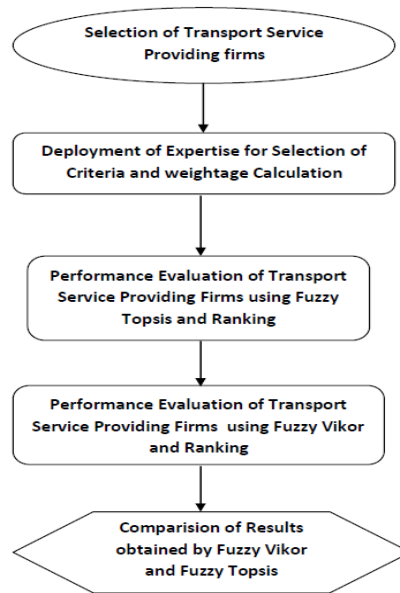 Selection of Transport Service
Providing firms
Deployment of Expertise for Selection of
Criteria and weightage Calculation
Performance Evaluation of Transport
Service Providing Firms using Fuzzy
Topsis and Ranking
Performance Evaluation of Transport
Service Providing Firms using Fuzzy Vikor
and Ranking
Comparision of Results
obtained by Fuzzy Vikor
and Fuzzy Topsis